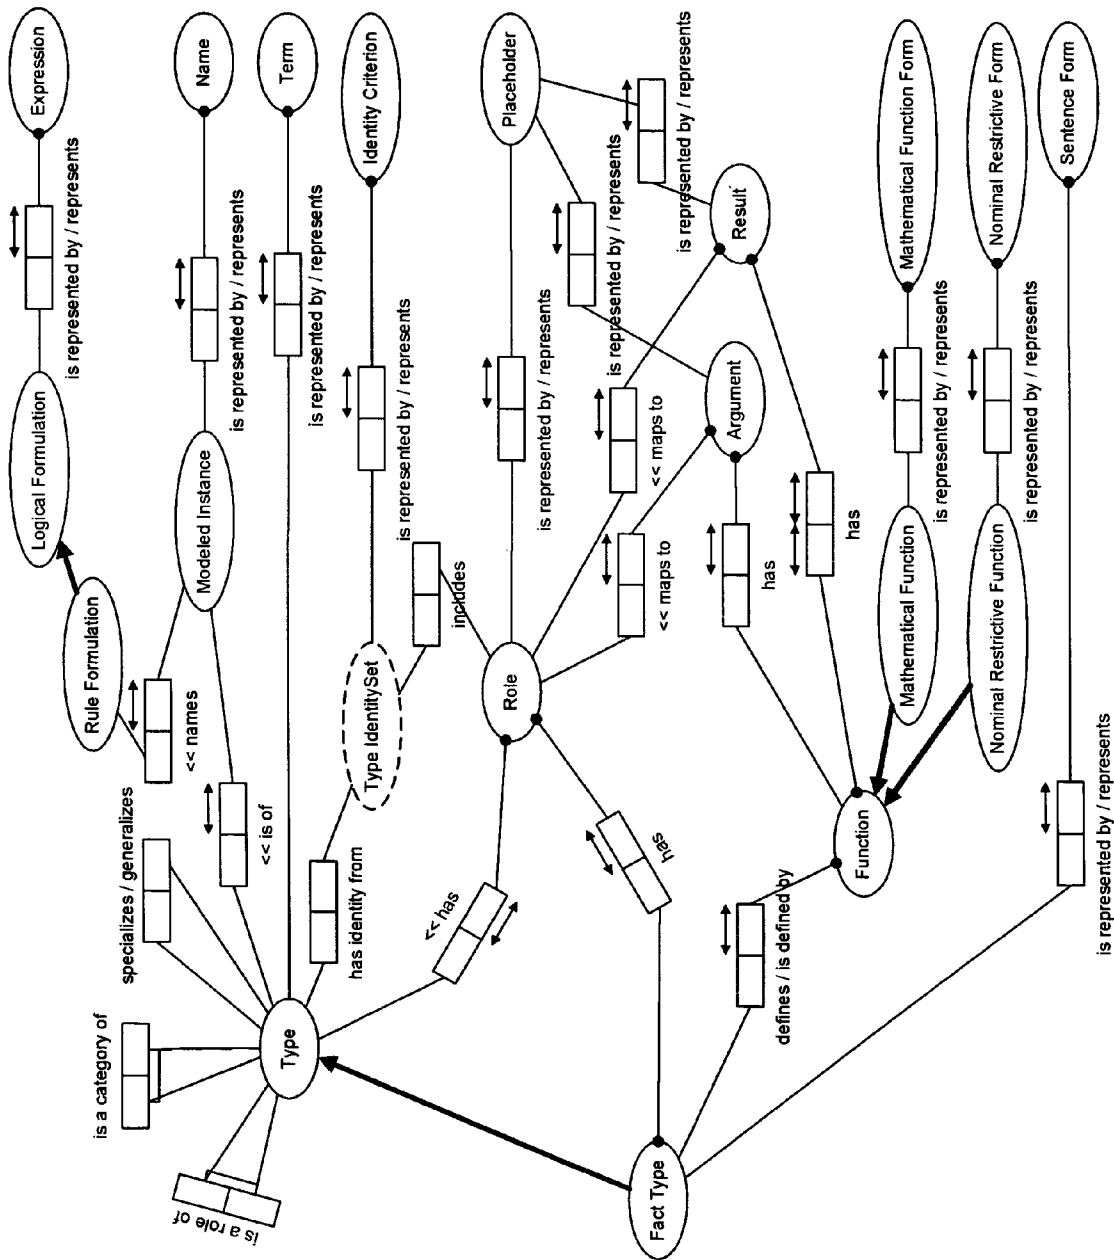 Expression
is represented by / represents
Logical Formulation
Rule Formulation
Name
is represented by / represents
Modeled Instance
<< names
Term
is represented by / represents
<< is of
specializes / generalizes
is a category of
is a role of
Type
Identity Criterion
is represented by / represents
Type IdentitySet
has identity from
includes
Placeholder
is represented by / represents
is represented by / represents
is represented by / represents
Role
<< has
has
<< maps to
<< maps to
Result
Argument
has
has
Function
defines / is defined by
Fact Type
Mathematical Function Form
is represented by / represents
Mathematical Function
Nominal Restrictive Form
is represented by / represents
Nominal Restrictive Function
Sentence Form
is represented by / represents